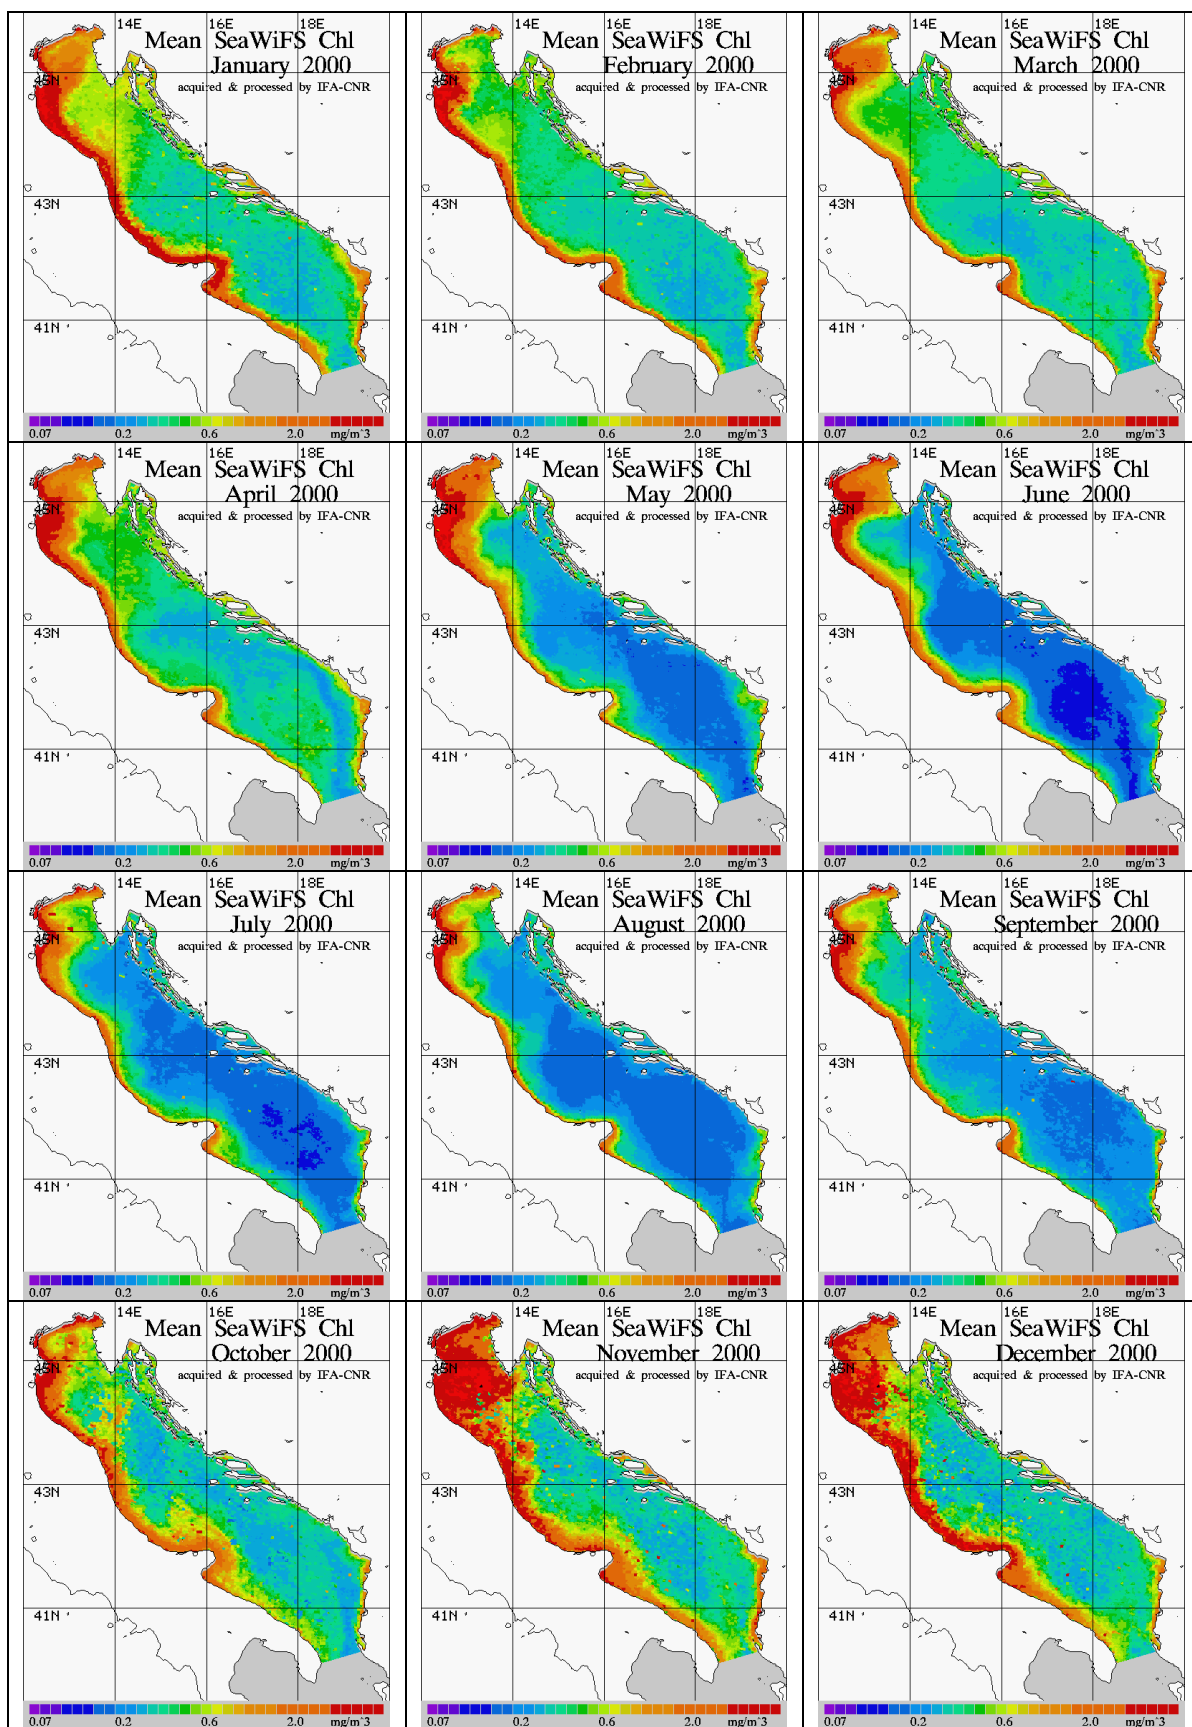 14E 16E 18E
Mean SeaWiFS Chl
January 2000
45N
acquired & processed by IFA-CNR
43N
41N
0.07 0.2 0.6 2.0 mg/m^3
14E 16E 18E
Mean SeaWiFS Chl
February 2000
45N
acquired & processed by IFA-CNR
43N
41N
0.07 0.2 0.6 2.0 mg/m^3
14E 16E 18E
Mean SeaWiFS Chl
March 2000
45N
acquired & processed by IFA-CNR
43N
41N
0.07 0.2 0.6 2.0 mg/m^3
14E 16E 18E
Mean SeaWiFS Chl
April 2000
45N
acquired & processed by IFA-CNR
43N
41N
0.07 0.2 0.6 2.0 mg/m^3
14E 16E 18E
Mean SeaWiFS Chl
May 2000
45N
acquired & processed by IFA-CNR
43N
41N
0.07 0.2 0.6 2.0 mg/m^3
14E 16E 18E
Mean SeaWiFS Chl
June 2000
45N
acquired & processed by IFA-CNR
43N
41N
0.07 0.2 0.6 2.0 mg/m^3
14E 16E 18E
Mean SeaWiFS Chl
July 2000
45N
acquired & processed by IFA-CNR
43N
41N
0.07 0.2 0.6 2.0 mg/m^3
14E 16E 18E
Mean SeaWiFS Chl
August 2000
45N
acquired & processed by IFA-CNR
43N
41N
0.07 0.2 0.6 2.0 mg/m^3
14E 16E 18E
Mean SeaWiFS Chl
September 2000
45N
acquired & processed by IFA-CNR
43N
41N
0.07 0.2 0.6 2.0 mg/m^3
14E 16E 18E
Mean SeaWiFS Chl
October 2000
45N
acquired & processed by IFA-CNR
43N
41N
0.07 0.2 0.6 2.0 mg/m^3
14E 16E 18E
Mean SeaWiFS Chl
November 2000
45N
acquired & processed by IFA-CNR
43N
41N
0.07 0.2 0.6 2.0 mg/m^3
14E 16E 18E
Mean SeaWiFS Chl
December 2000
45N
acquired & processed by IFA-CNR
43N
41N
0.07 0.2 0.6 2.0 mg/m^3